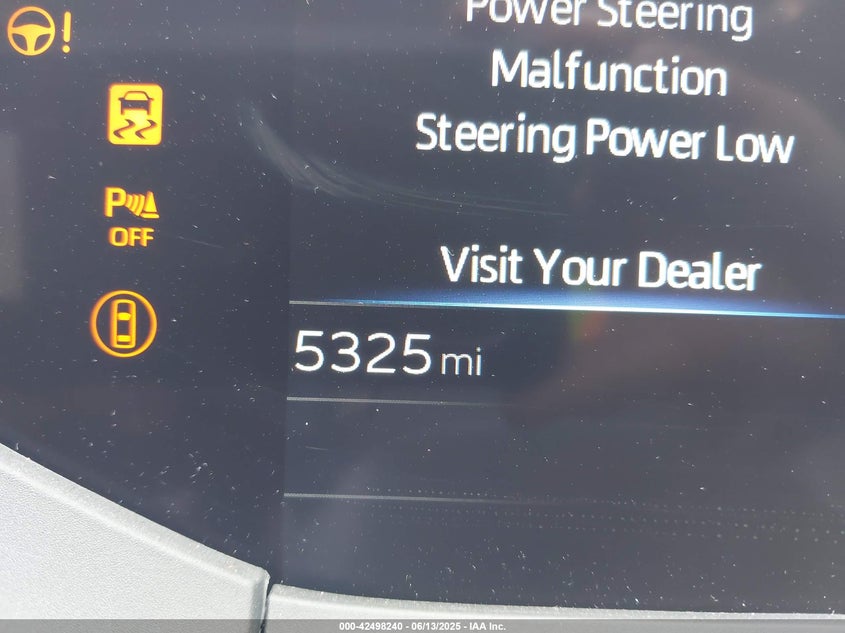 Power Steering
Malfunction
Steering Power Low
P
OFF
Visit Your Dealer
5325 mi
000-42498240 - 06/13/2025 - IAA Inc.